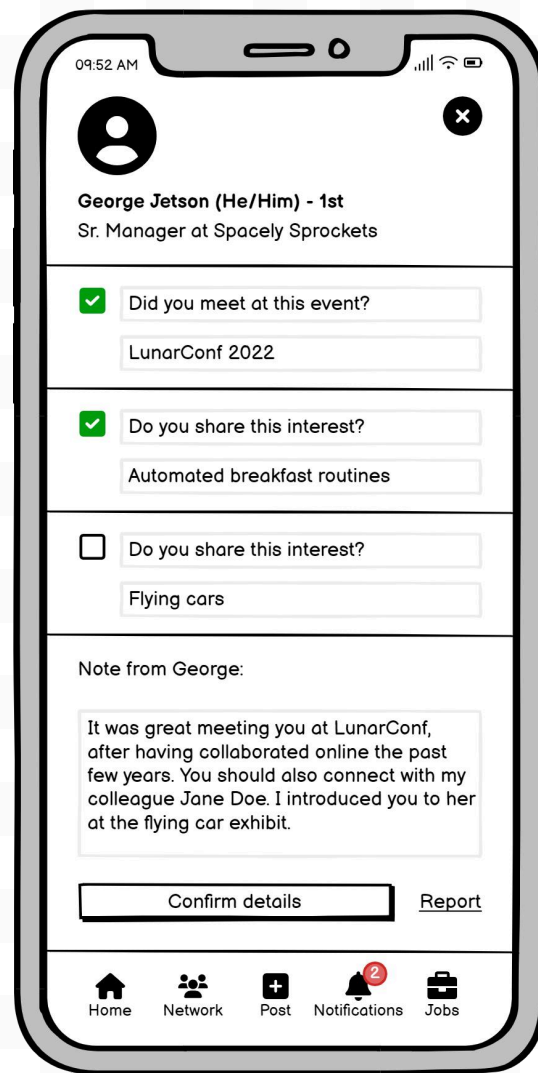 09:52 AM
George Jetson (He/Him) - 1st
Sr. Manager at Spacely Sprockets
Did you meet at this event?
LunarConf 2022
Do you share this interest?
Automated breakfast routines
Do you share this interest?
Flying cars
Note from George:
It was great meeting you at LunarConf,
after having collaborated online the past
few years. You should also connect with my
colleague Jane Doe. I introduced you to her
at the flying car exhibit.
Confirm details
Report
2
Home
Network
Post
Notifications
Jobs